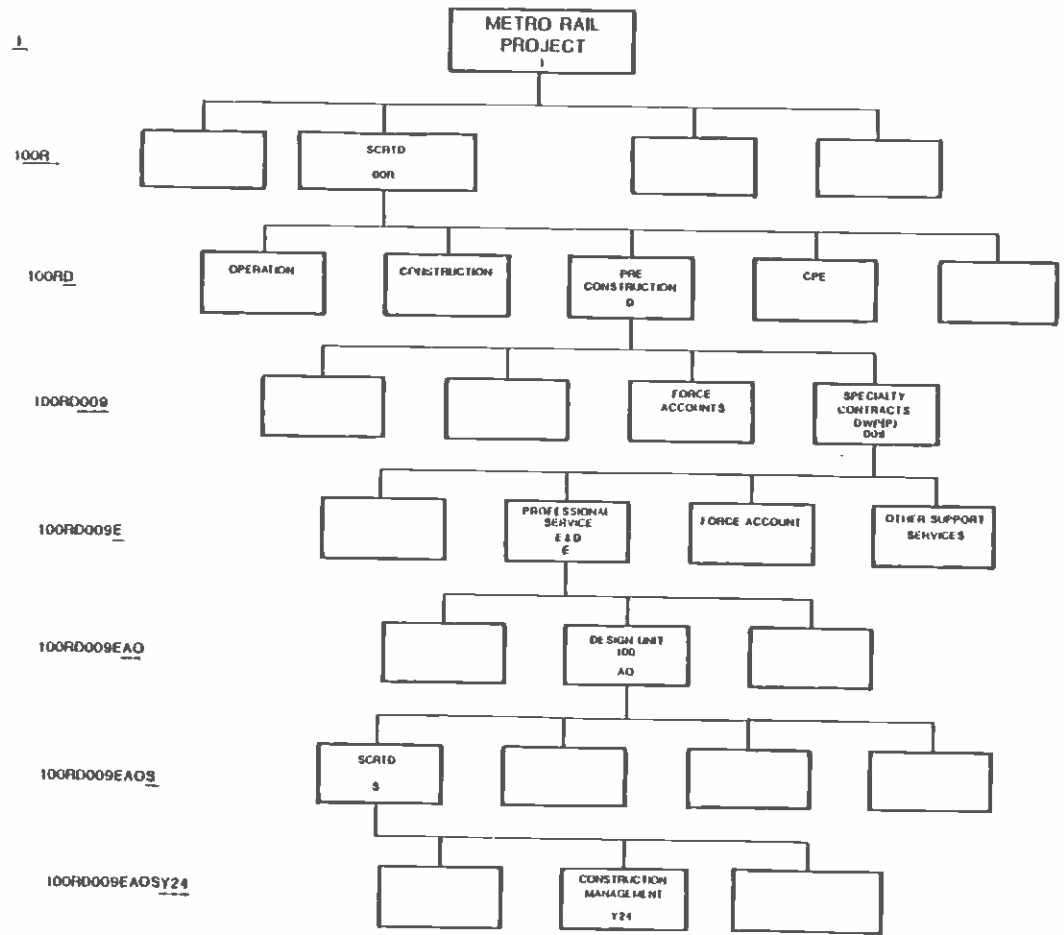 1
METRO RAIL
PROJECT
1
100R
SCRTD
00R
100RD
OPERATION
CONSTRUCTION
PRE
CONSTRUCTION
D
CPE
100RD009
FORCE
ACCOUNTS
SPECIALTY
CONTRACTS
DWP(P)
009
100RD009E
PROFESSIONAL
SERVICE
E & D
E
FORCE ACCOUNT
OTHER SUPPORT
SERVICES
100RD009EAO
DESIGN UNIT
100
AO
100RD009EAOS
SCRTD
S
100RD009EAOSY24
CONSTRUCTION
MANAGEMENT
Y24